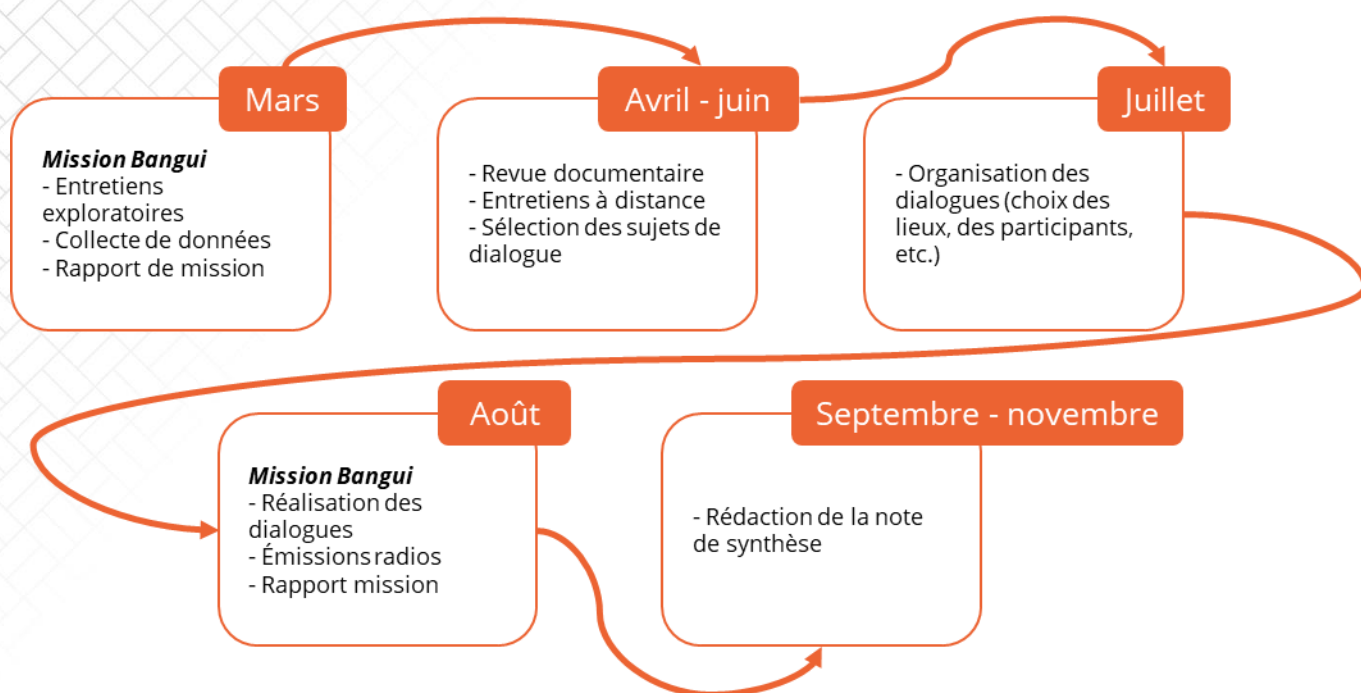 Mars
Mission Bangui
- Entretiens
exploratoires
- Collecte de données
- Rapport de mission
Avril - juin
- Revue documentaire
- Entretiens à distance
- Sélection des sujets de
dialogue
Juillet
- Organisation des
dialogues (choix des
lieux, des participants,
etc.)
Août
Mission Bangui
- Réalisation des
dialogues
- Émissions radios
- Rapport mission
Septembre - novembre
- Rédaction de la note
de synthèse